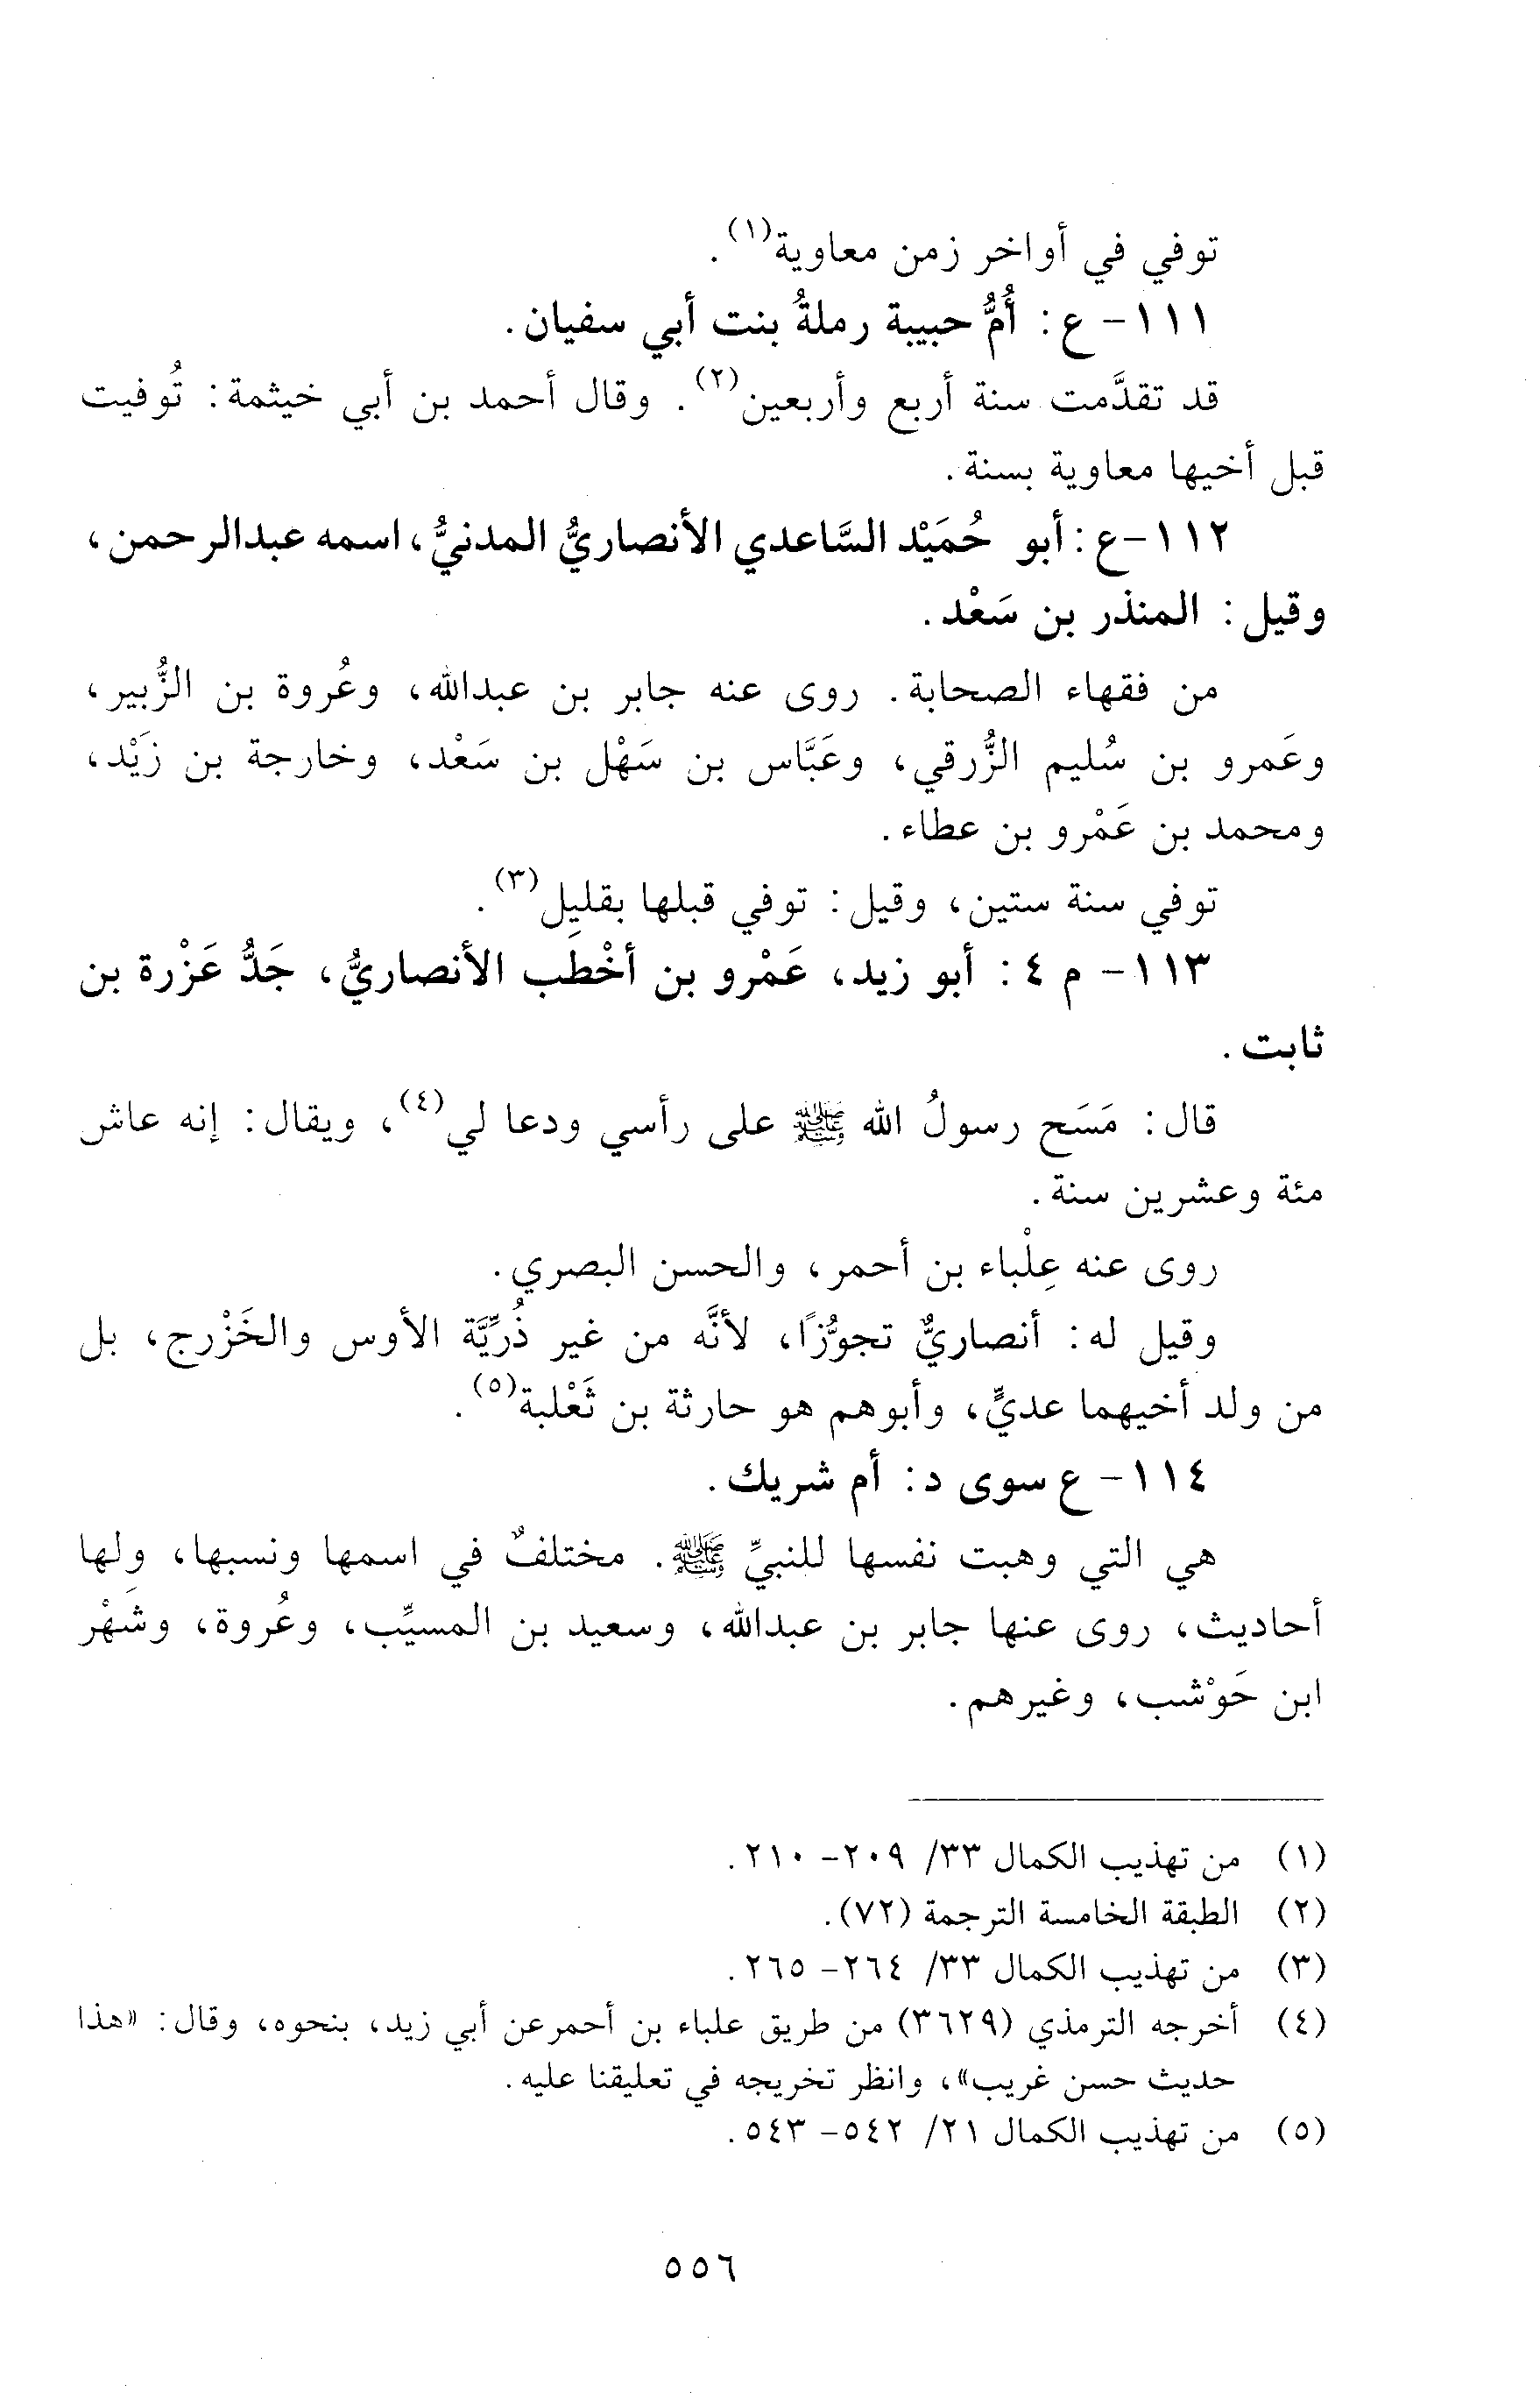 توفي في أواخر زمن معاوية(١).
١١١- ع: أُمُّ حبيبة رملةُ بنت أبي سفيان.
قد تقدَّمت سنة أربع وأربعين(٢). وقال أحمد بن أبي خيثمة: تُوفيت
قبل أخيها معاوية بسنة.
١١٢-ع: أبو حُمَيْد السَّاعدي الأنصاريُّ المدنيُّ، اسمه عبدالرحمن،
وقيل: المنذر بن سَعْد.
من فقهاء الصحابة. روى عنه جابر بن عبدالله، وعُروة بن الزُّبير،
وعَمرو بن سُليم الزُّرقي، وعَبَّاس بن سَهْل بن سَعْد، وخارجة بن زَيْد،
ومحمد بن عَمْرو بن عطاء.
توفي سنة ستين، وقيل: توفي قبلها بقليل(٣).
١١٣- م ٤: أبو زيد، عَمْرو بن أخْطَب الأنصاريُّ، جَدُّ عَزْرة بن
ثابت.
قال: مَسَح رسولُ الله ﷺ على رأسي ودعا لي(٤)، ويقال: إنه عاش
مئة وعشرين سنة.
روى عنه عِلْباء بن أحمر، والحسن البصري.
وقيل له: أنصاريٌّ تجوُّزًا، لأنَّه من غير ذُرِّيَّة الأوس والخَزْرج، بل
من ولد أخيهما عديٍّ، وأبوهم هو حارثة بن ثَعْلبة(٥).
١١٤- ع سوى د: أم شريك.
هي التي وهبت نفسها للنبيِّ ﷺ. مختلفٌ في اسمها ونسبها، ولها
أحاديث، روى عنها جابر بن عبدالله، وسعيد بن المسيِّب، وعُروة، وشَهْر
ابن حَوْشب، وغيرهم.
(١) من تهذيب الكمال ٣٣/ ٢٠٩- ٢١٠.
(٢) الطبقة الخامسة الترجمة (٧٢).
(٣) من تهذيب الكمال ٣٣/ ٢٦٤- ٢٦٥.
(٤) أخرجه الترمذي (٣٦٢٩) من طريق علباء بن أحمر عن أبي زيد، بنحوه، وقال: «هذا
حديث حسن غريب»، وانظر تخريجه في تعليقنا عليه.
(٥) من تهذيب الكمال ٢١/ ٥٤٢- ٥٤٣.
٥٥٦